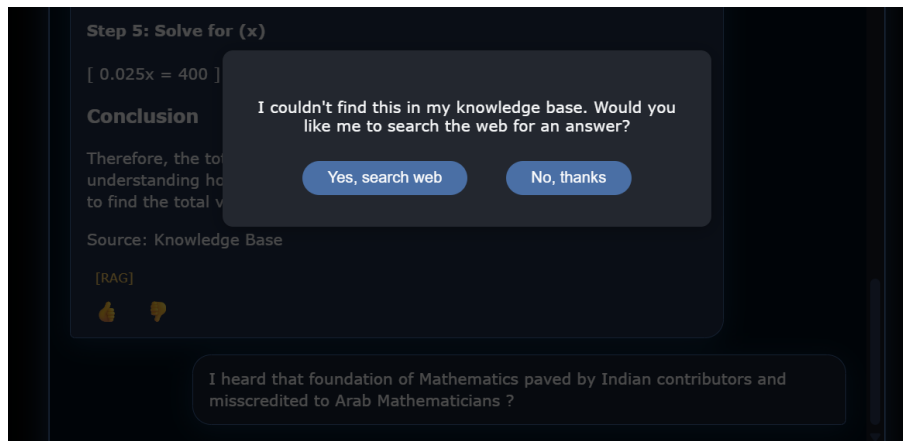 Step 5: Solve for (x)
[ 0.025x = 400 ]
I couldn't find this in my knowledge base. Would you
like me to search the web for an answer?
Yes, search web
No, thanks
Conclusion
Therefore, the
understanding
to find the total
Source: Knowledge Base
[RAG]
I heard that foundation of Mathematics paved by Indian contributors and
misscredited to Arab Mathematicians ?